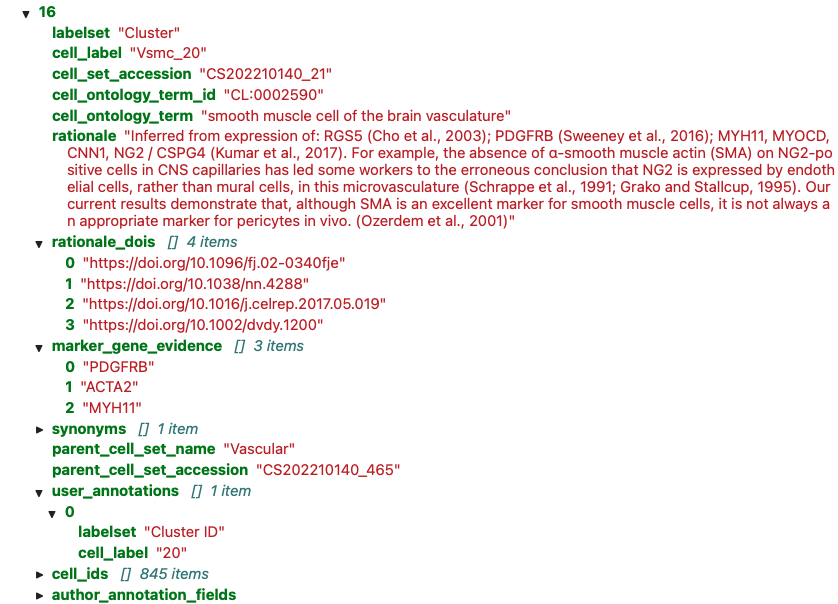 16
labelset "Cluster"
cell_label "Vsmc_20"
cell_set_accession "CS202210140_21"
cell_ontology_term_id "CL:0002590"
cell_ontology_term "smooth muscle cell of the brain vasculature"
rationale "Inferred from expression of: RGS5 (Cho et al., 2003); PDGFRB (Sweeney et al., 2016); MYH11, MYOCD,
CNN1, NG2 / CSPG4 (Kumar et al., 2017). For example, the absence of α-smooth muscle actin (SMA) on NG2-po
sitive cells in CNS capillaries has led some workers to the erroneous conclusion that NG2 is expressed by endoth
elial cells, rather than mural cells, in this microvasculature (Schrappe et al., 1991; Grako and Stallcup, 1995). Our
current results demonstrate that, although SMA is an excellent marker for smooth muscle cells, it is not always a
n appropriate marker for pericytes in vivo. (Ozerdem et al., 2001)"
rationale_dois [] 4 items
0 "https://doi.org/10.1096/fj.02-0340fje"
1 "https://doi.org/10.1038/nn.4288"
2 "https://doi.org/10.1016/j.celrep.2017.05.019"
3 "https://doi.org/10.1002/dvdy.1200"
marker_gene_evidence [] 3 items
0 "PDGFRB"
1 "ACTA2"
2 "MYH11"
synonyms [] 1 item
parent_cell_set_name "Vascular"
parent_cell_set_accession "CS202210140_465"
user_annotations [] 1 item
0
labelset "Cluster ID"
cell_label "20"
cell_ids [] 845 items
author_annotation_fields